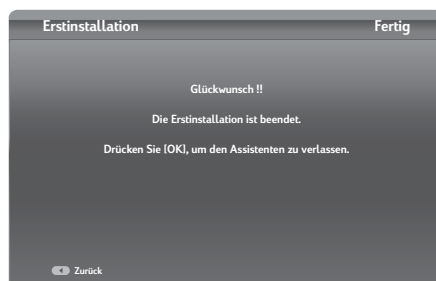 Erstinstallation Fertig
Glückwunsch !!
Die Erstinstallation ist beendet.
Drücken Sie [OK], um den Assistenten zu verlassen.
Zurück